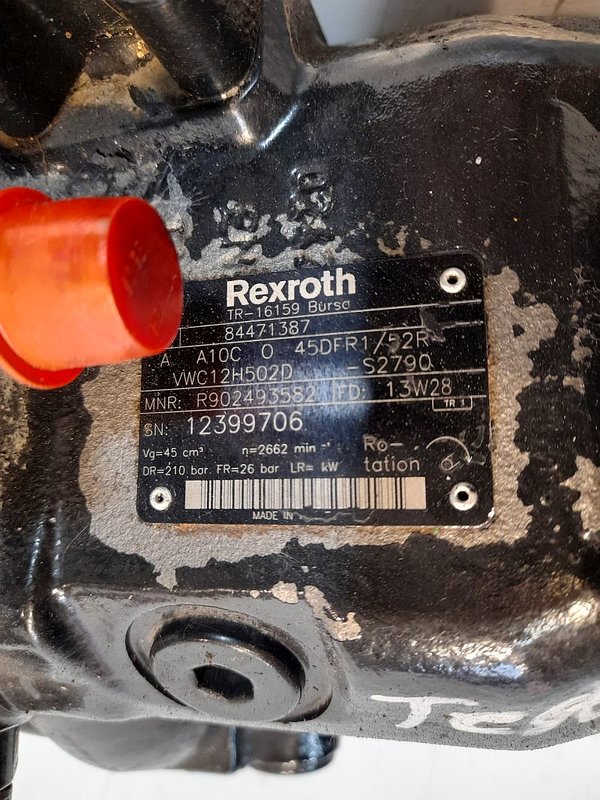 Rexroth
TR-16159 Bursa
84471387
A A10C O 45DFR1/52R
VWC12H502D -S2790
MNR: R902493582 FD: 13W28
TR 1
SN: 12399706
Vg=45 cm³ n=2662 min⁻¹ Ro-
tation
DR=210 bar FR=26 bar LR= kW
MADE IN